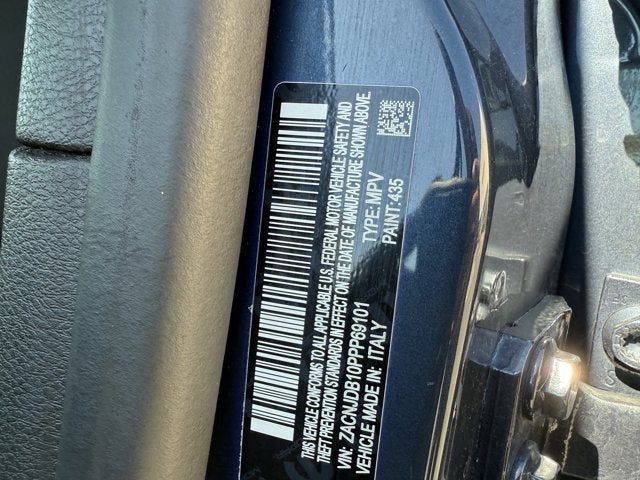 THIS VEHICLE CONFORMS TO ALL APPLICABLE U.S. FEDERAL MOTOR VEHICLE SAFETY AND
THEFT PREVENTION STANDARDS IN EFFECT ON THE DATE OF MANUFACTURE SHOWN ABOVE.
VIN: ZACNJDB10PPP69101 TYPE: MPV
VEHICLE MADE IN: ITALY PAINT: 435